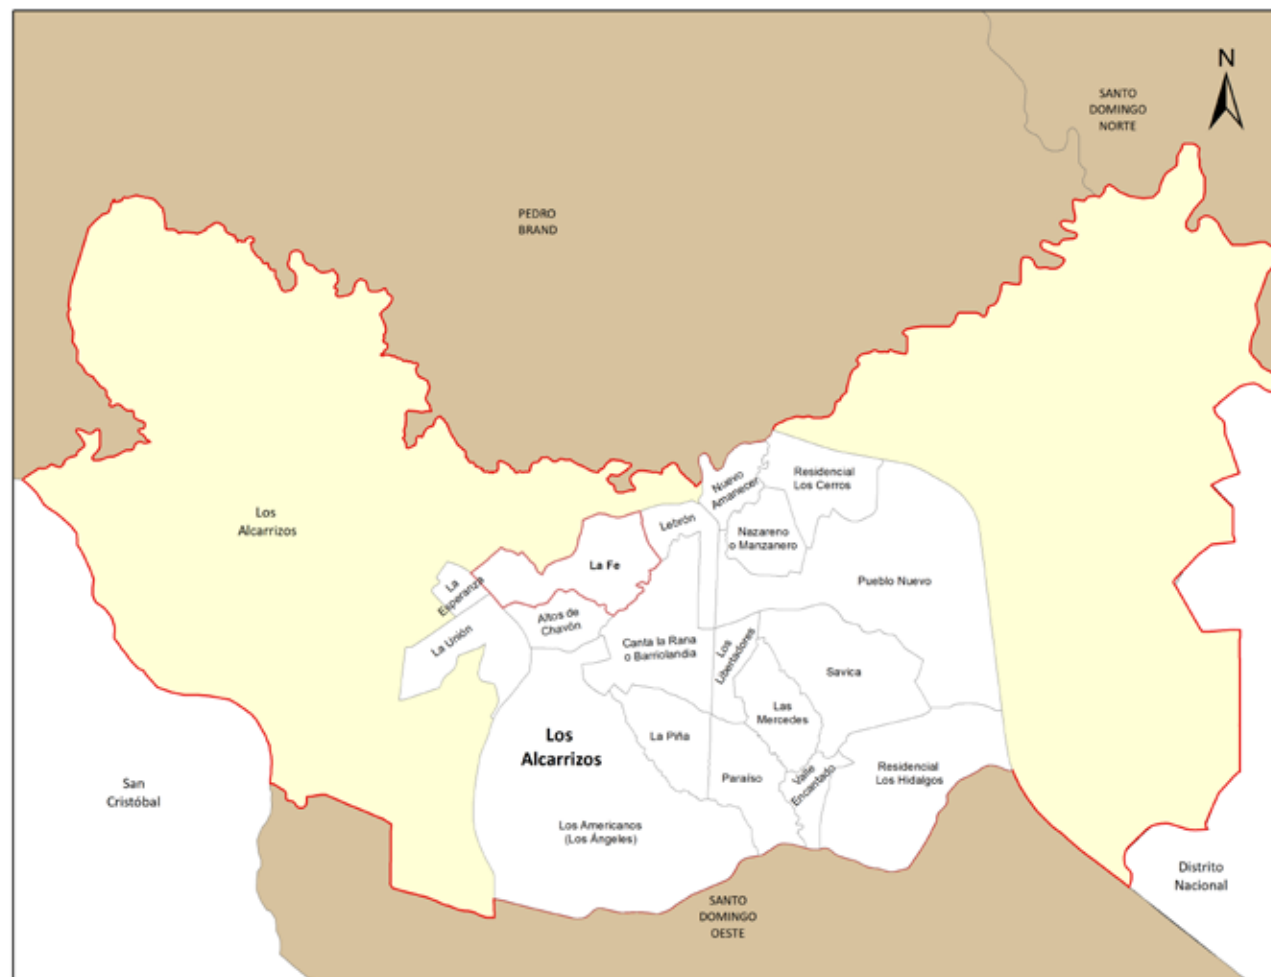 N
SANTO
DOMINGO
NORTE
PEDRO
BRAND
Los
Alcarrizos
Nuevo
Amanecer
Residencial
Los Cerros
Lebrón
Nazareno
o Manzanero
La Fe
La
Esperanza
Pueblo Nuevo
Altos de
Chavón
La Unión
Canta la Rana
o Barriolandia
Los
Libertadores
Savica
Las
Mercedes
Los
Alcarrizos
La Piña
Paraíso
Valle
Encantado
Residencial
Los Hidalgos
San
Cristóbal
Los Americanos
(Los Ángeles)
Distrito
Nacional
SANTO
DOMINGO
OESTE